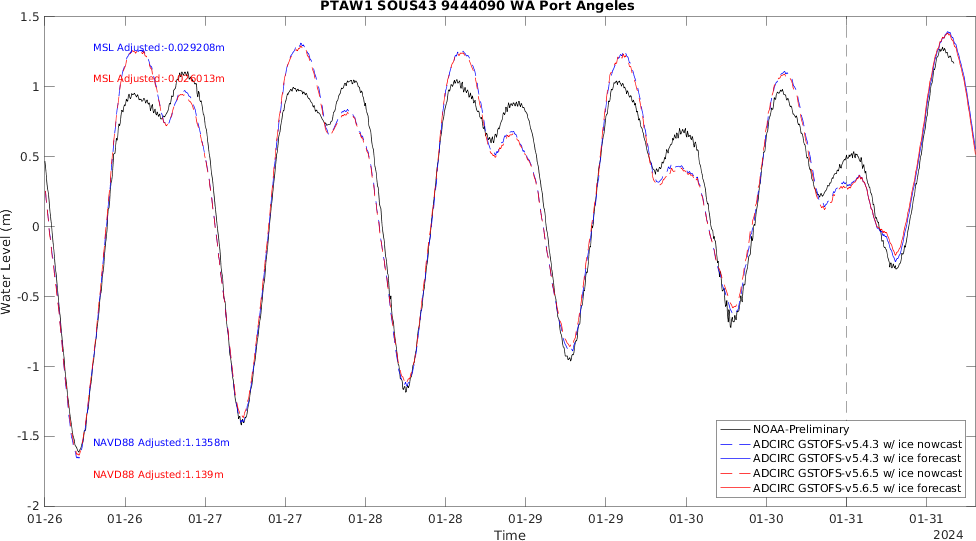 PTAW1 SOUS43 9444090 WA Port Angeles
1.5
1
0.5
0
-0.5
-1
-1.5
-2
Water Level (m)
MSL Adjusted:-0.029208m
MSL Adjusted:-0.026013m
NAVD88 Adjusted:1.1358m
NAVD88 Adjusted:1.139m
NOAA-Preliminary
ADCIRC GSTOFS-v5.4.3 w/ ice nowcast
ADCIRC GSTOFS-v5.4.3 w/ ice forecast
ADCIRC GSTOFS-v5.6.5 w/ ice nowcast
ADCIRC GSTOFS-v5.6.5 w/ ice forecast
01-26 01-26 01-27 01-27 01-28 01-28 01-29 01-29 01-30 01-30 01-31 01-31
2024
Time